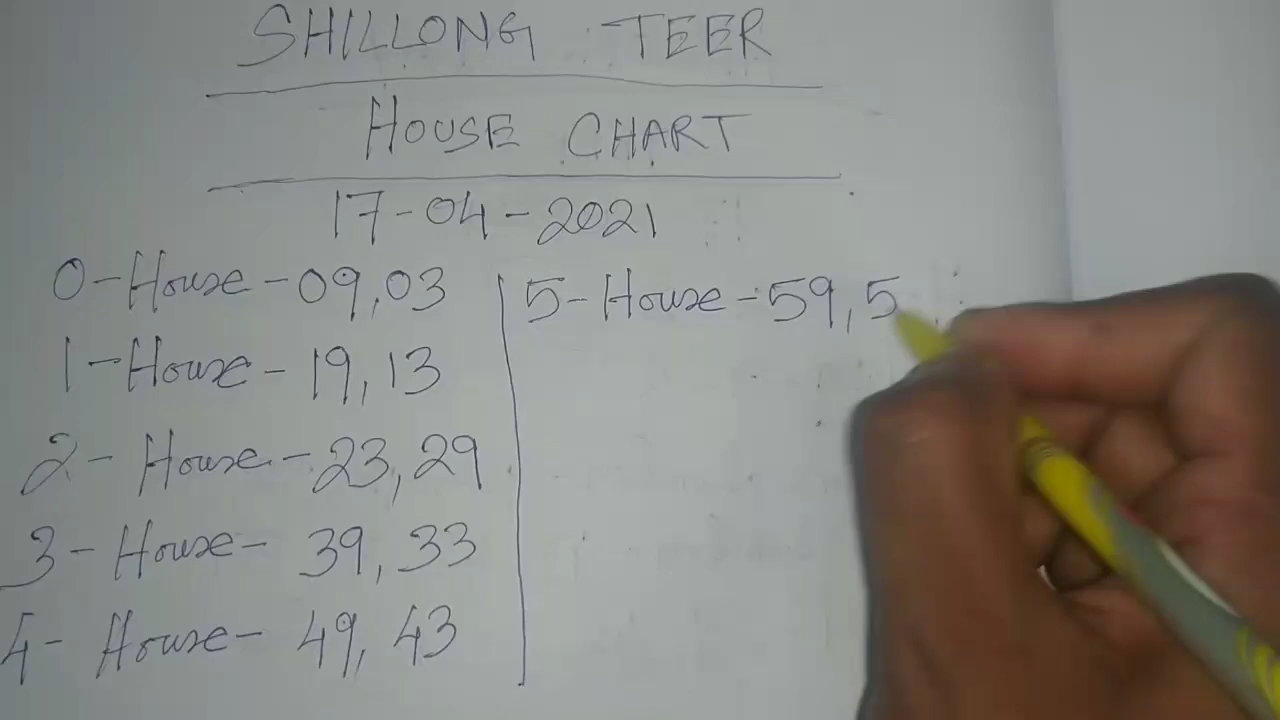 SHILLONG TEER
HOUSE CHART
17-04-2021
0-House-09,03
1-House-19,13
2-House-23,29
3-House-39,33
4-House-49,43
5-House-59,5